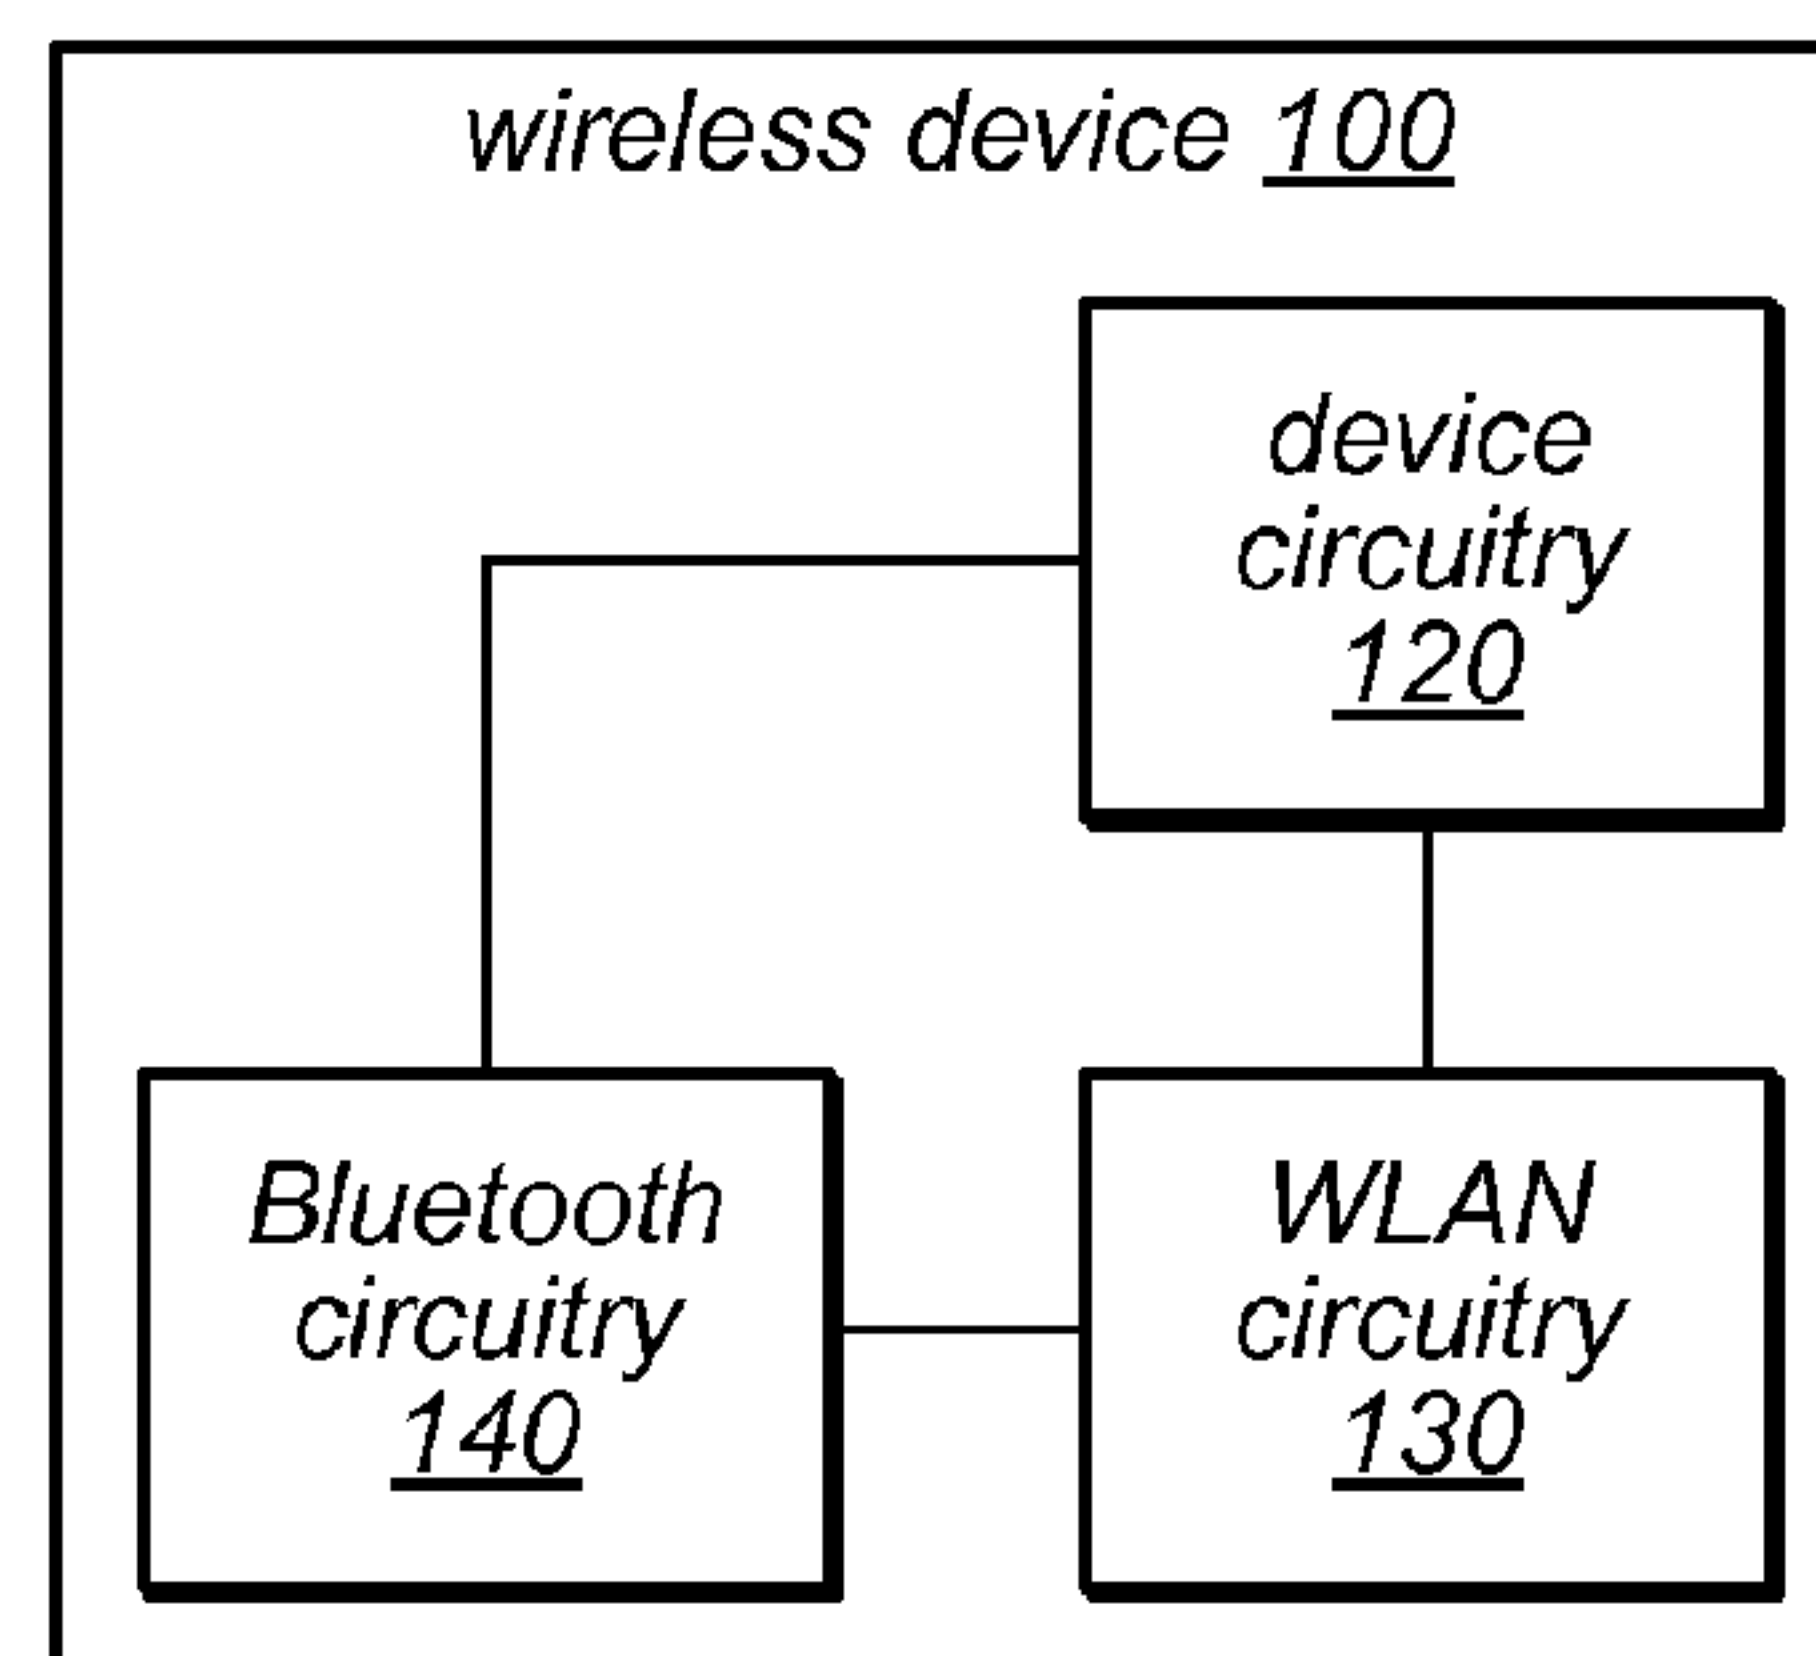 wireless device 100
device
circuitry
120
Bluetooth
circuitry
140
WLAN
circuitry
130